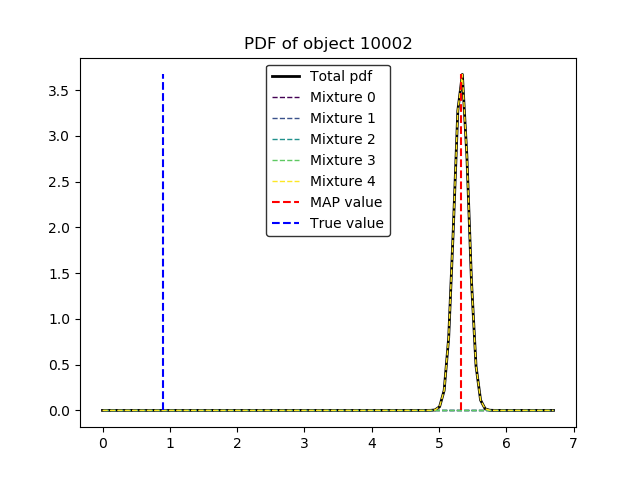 PDF of object 10002
Total pdf
Mixture 0
Mixture 1
Mixture 2
Mixture 3
Mixture 4
MAP value
True value
3.5
3.0
2.5
2.0
1.5
1.0
0.5
0.0
0 1 2 3 4 5 6 7